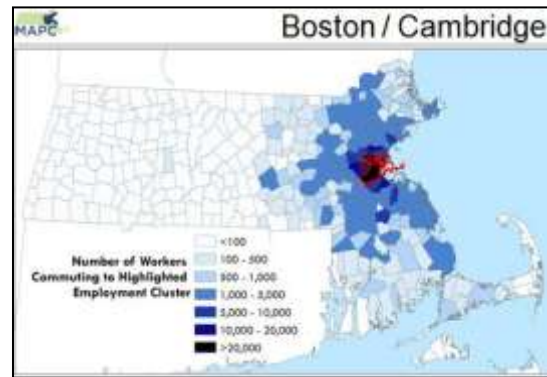 MAPC
Boston / Cambridge
Number of Workers
Commuting to Highlighted
Employment Cluster
<100
100 - 500
500 - 1,000
1,000 - 5,000
5,000 - 10,000
10,000 - 20,000
>20,000